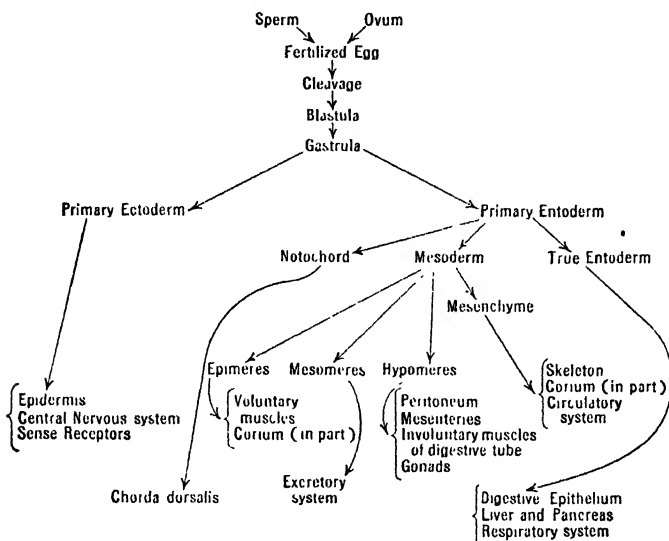 Sperm Ovum
Fertilized Egg
Cleavage
Blastula
Gastrula
Primary Ectoderm Primary Entoderm
Notochord Mesoderm True Entoderm
Mesenchyme
Epimeres Mesomeres Hypomeres
Skeleton
Corium (in part)
Circulatory
system
Epidermis
Central Nervous system
Sense Receptors
Voluntary
muscles
Corium (in part)
Peritoneum
Mesenteries
Involuntary muscles
of digestive tube
Gonads
Chorda dorsalis
Excretory
system
Digestive Epithelium
Liver and Pancreas
Respiratory system